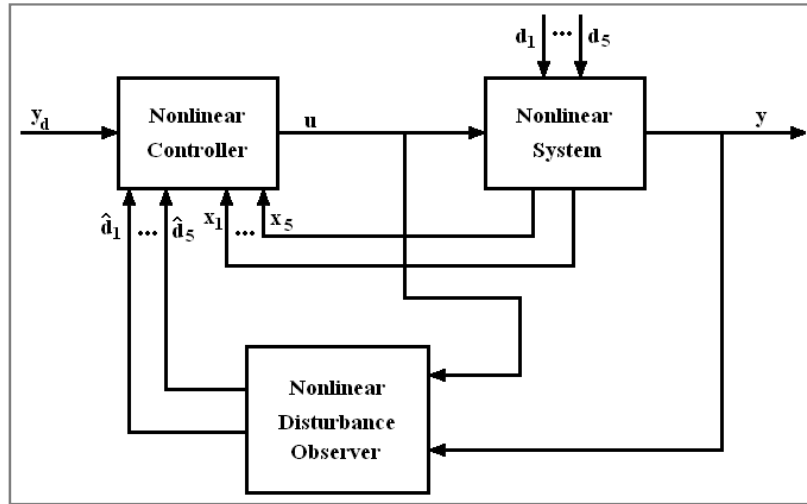 d1 ... d5
yd
Nonlinear
Controller
u
Nonlinear
System
y
d̂1 ... d̂5 x1 ... x5
Nonlinear
Disturbance
Observer